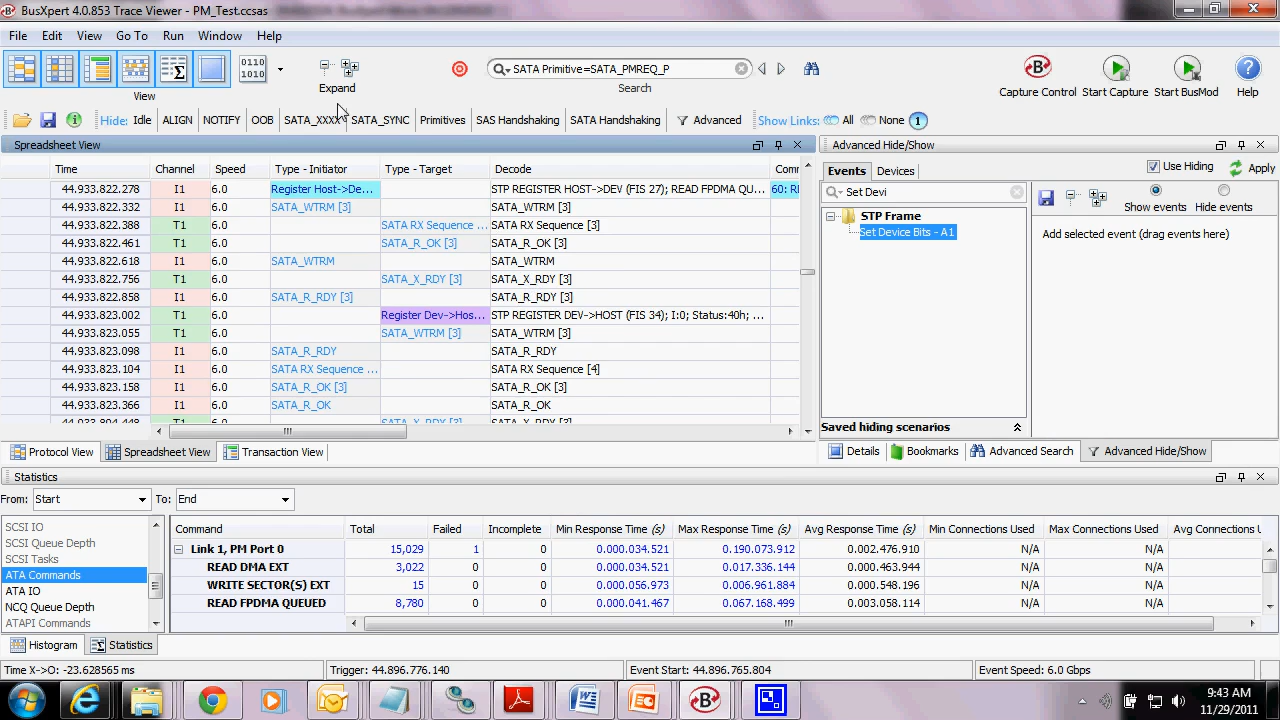 BusXpert 4.0.853 Trace Viewer - PM_Test.ccsas
File Edit View Go To Run Window Help
0110
1010
SATA Primitive=SATA_PMREQ_P
View Expand Search Capture Control Start Capture Start BusMod Help
Hide: Idle ALIGN NOTIFY OOB SATA_XXXX SATA_SYNC Primitives SAS Handshaking SATA Handshaking Advanced Show Links: All None
Spreadsheet View
Time Channel Speed Type - Initiator Type - Target Decode Comm
44.933.822.278 I1 6.0 Register Host->De... STP REGISTER HOST->DEV (FIS 27); READ FPDMA QU... 60: RE
44.933.822.332 I1 6.0 SATA_WTRM [3] SATA_WTRM [3]
44.933.822.388 T1 6.0 SATA RX Sequence ... SATA RX Sequence [3]
44.933.822.461 T1 6.0 SATA_R_OK [3] SATA_R_OK [3]
44.933.822.618 I1 6.0 SATA_WTRM SATA_WTRM
44.933.822.756 T1 6.0 SATA_X_RDY [3] SATA_X_RDY [3]
44.933.822.858 I1 6.0 SATA_R_RDY [3] SATA_R_RDY [3]
44.933.823.002 T1 6.0 Register Dev->Hos... STP REGISTER DEV->HOST (FIS 34); I:0; Status:40h; ...
44.933.823.055 T1 6.0 SATA_WTRM [3] SATA_WTRM [3]
44.933.823.098 I1 6.0 SATA_R_RDY SATA_R_RDY
44.933.823.104 I1 6.0 SATA RX Sequence ... SATA RX Sequence [4]
44.933.823.158 I1 6.0 SATA_R_OK [3] SATA_R_OK [3]
44.933.823.366 I1 6.0 SATA_R_OK SATA_R_OK
T1 6.0 SATA_X_RDY [3] SATA_X_RDY [3]
Protocol View Spreadsheet View Transaction View
Advanced Hide/Show
Events Devices Use Hiding Apply
Set Devi
Show events Hide events
STP Frame
Set Device Bits - A1
Add selected event (drag events here)
Saved hiding scenarios
Details Bookmarks Advanced Search Advanced Hide/Show
Statistics
From: Start To: End
SCSI IO
SCSI Queue Depth
SCSI Tasks
ATA Commands
ATA IO
NCQ Queue Depth
ATAPI Commands
Command Total Failed Incomplete Min Response Time (s) Max Response Time (s) Avg Response Time (s) Min Connections Used Max Connections Used Avg Connections U
Link 1, PM Port 0 15,029 1 0 0.000.034.521 0.190.073.912 0.002.476.910 N/A N/A
READ DMA EXT 3,022 0 0 0.000.034.521 0.017.336.144 0.000.463.944 N/A N/A
WRITE SECTOR(S) EXT 15 0 0 0.000.056.973 0.006.961.884 0.000.548.196 N/A N/A
READ FPDMA QUEUED 8,780 0 0 0.000.041.467 0.067.168.499 0.003.058.114 N/A N/A
Histogram Statistics
Time X->O: -23.628565 ms Trigger: 44.896.776.140 Event Start: 44.896.765.804 Event Speed: 6.0 Gbps
9:43 AM
11/29/2011